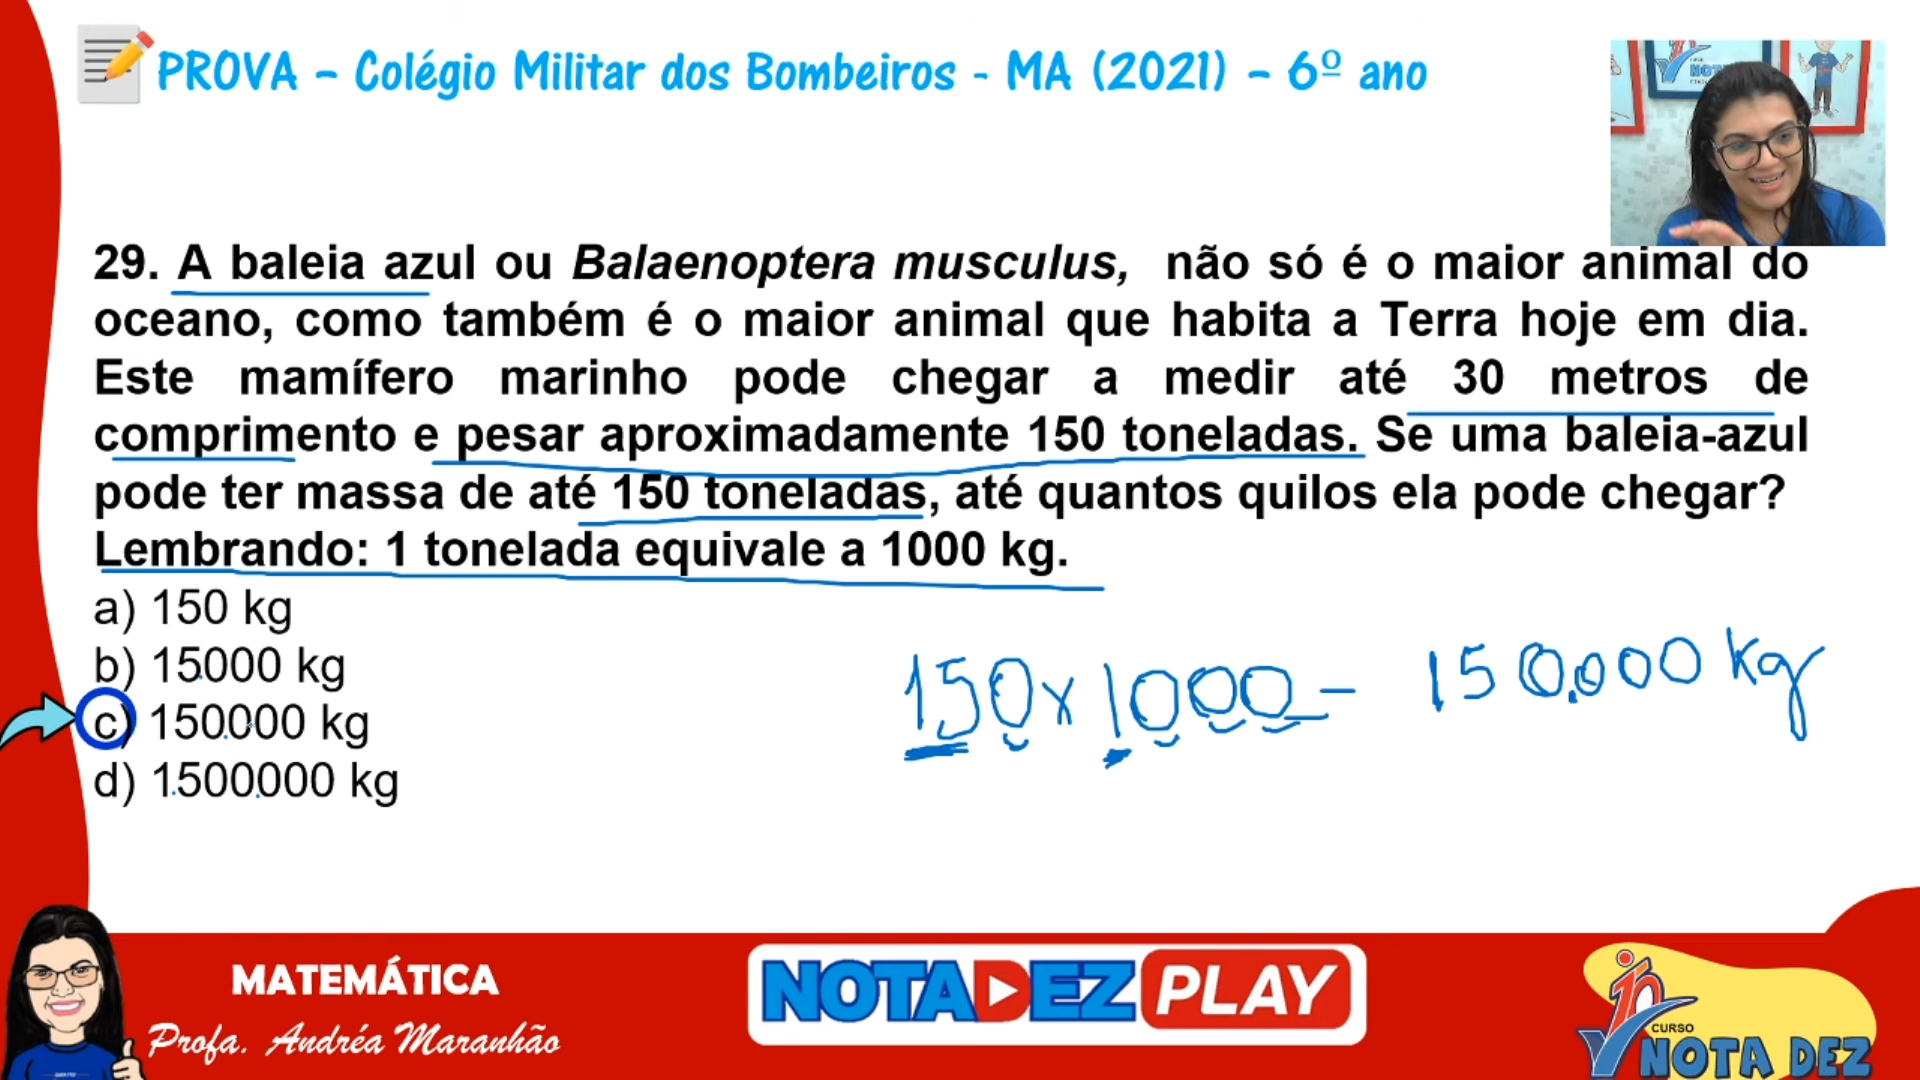 PROVA - Colégio Militar dos Bombeiros - MA (2021) - 6º ano
29. A baleia azul ou Balaenoptera musculus, não só é o maior animal do
oceano, como também é o maior animal que habita a Terra hoje em dia.
Este mamífero marinho pode chegar a medir até 30 metros de
comprimento e pesar aproximadamente 150 toneladas. Se uma baleia-azul
pode ter massa de até 150 toneladas, até quantos quilos ela pode chegar?
Lembrando: 1 tonelada equivale a 1000 kg.
a) 150 kg
b) 15000 kg
c) 150000 kg
d) 1500000 kg
150 x 1000 = 150.000 kg
MATEMÁTICA
Profa. Andréa Maranhão
NOTADEZ PLAY
CURSO
NOTA DEZ